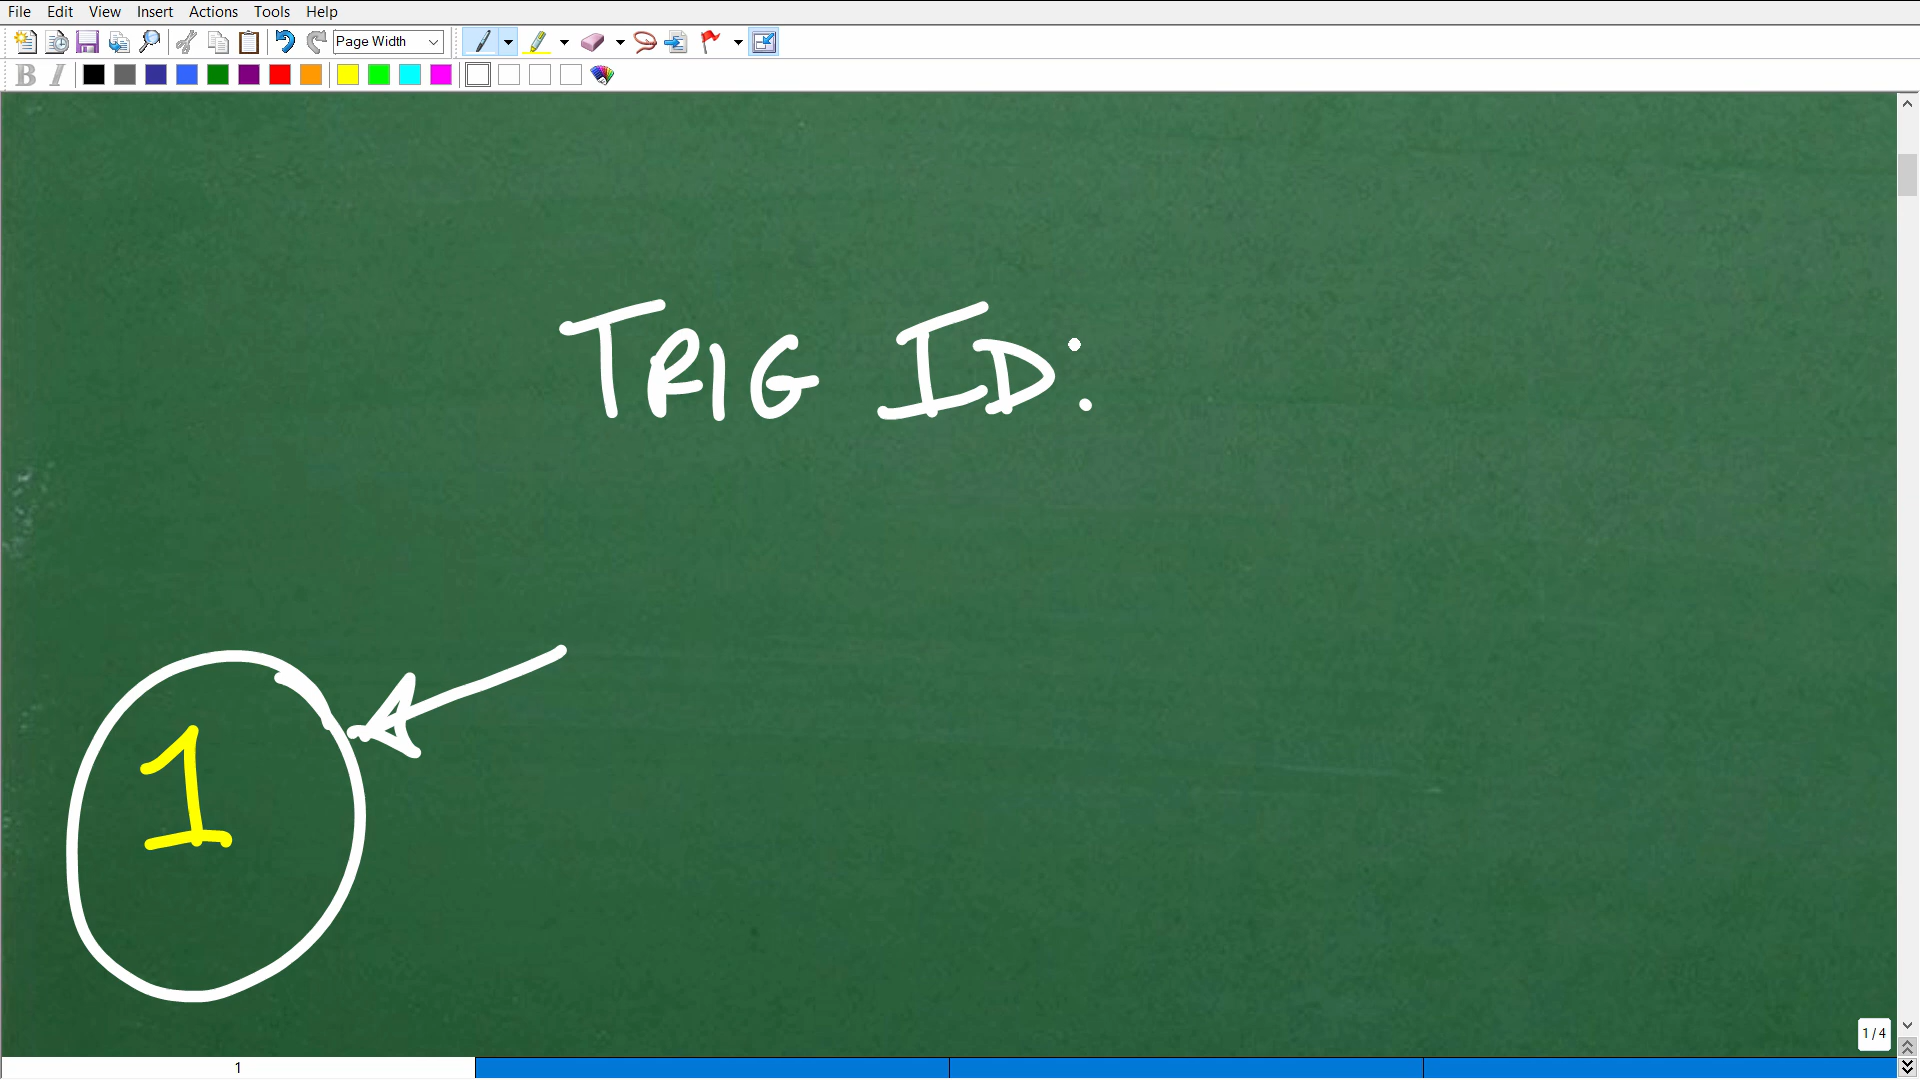 File Edit View Insert Actions Tools Help
Page Width
B I
TRIG ID:
1
1/4
1